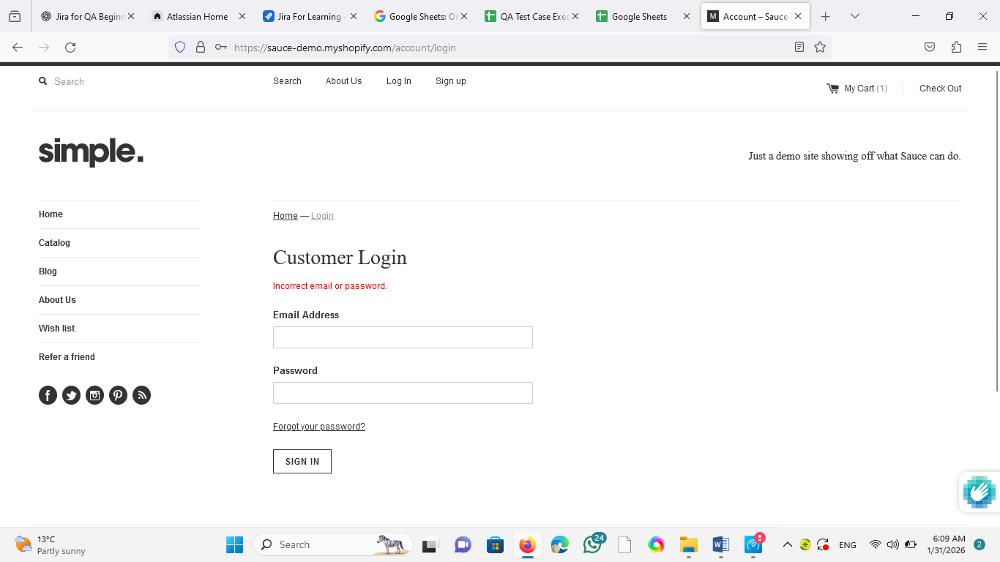 Jira for QA Beginn
Atlassian Home
Jira For Learning -
Google Sheets: On
QA Test Case Exec
Google Sheets
Account – Sauce D
https://sauce-demo.myshopify.com/account/login
Search
Search
About Us
Log In
Sign up
My Cart (1)
Check Out
simple.
Just a demo site showing off what Sauce can do.
Home
Catalog
Blog
About Us
Wish list
Refer a friend
Home — Login
Customer Login
Incorrect email or password.
Email Address
Password
Forgot your password?
SIGN IN
13°C
Partly sunny
Search
24
ENG
6:09 AM
1/31/2026
2